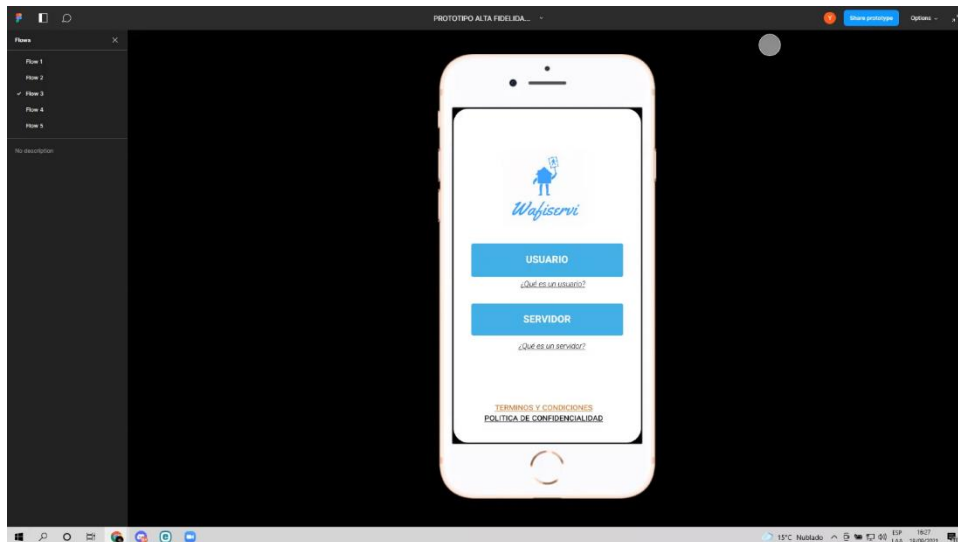 PROTOTIPO ALTA FIDELIDA...
Share prototype
Options
Flows
Flow 1
Flow 2
Flow 3
Flow 4
Flow 5
No description
Wafiservi
USUARIO
¿Qué es un usuario?
SERVIDOR
¿Qué es un servidor?
TERMINOS Y CONDICIONES
POLITICA DE CONFIDENCIALIDAD
15°C Nublado
ESP
18:27